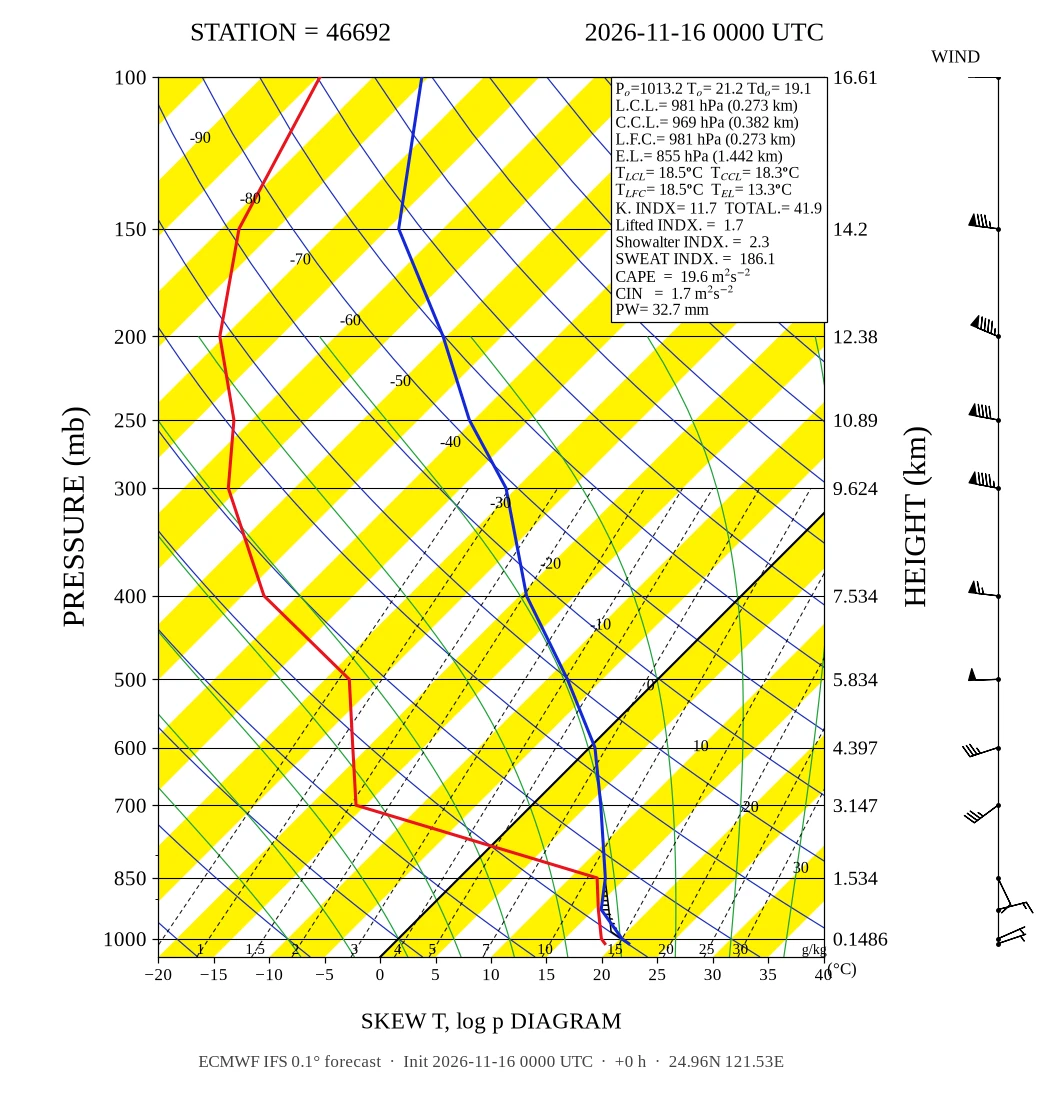 STATION = 46692
2026-11-16 0000 UTC
WIND
100
16.61
Pₒ=1013.2 Tₒ= 21.2 Tdₒ= 19.1
L.C.L.= 981 hPa (0.273 km)
C.C.L.= 969 hPa (0.382 km)
L.F.C.= 981 hPa (0.273 km)
E.L.= 855 hPa (1.442 km)
T_LCL= 18.5°C T_CCL= 18.3°C
T_LFC= 18.5°C T_EL= 13.3°C
K. INDX= 11.7 TOTAL.= 41.9
Lifted INDX. = 1.7
Showalter INDX. = 2.3
SWEAT INDX. = 186.1
CAPE = 19.6 m²s⁻²
CIN = 1.7 m²s⁻²
PW= 32.7 mm
-90
-80
150
14.2
-70
-60
200
12.38
-50
250
10.89
-40
300
9.624
-30
PRESSURE (mb)
HEIGHT (km)
-20
400
7.534
-10
500
5.834
0
600
4.397
10
700
3.147
20
850
1.534
30
1000
0.1486
1 1.5 2 3 4 5 7 10 15 20 25 30 g/kg
−20 −15 −10 −5 0 5 10 15 20 25 30 35 40 (°C)
SKEW T, log p DIAGRAM
ECMWF IFS 0.1° forecast · Init 2026-11-16 0000 UTC · +0 h · 24.96N 121.53E